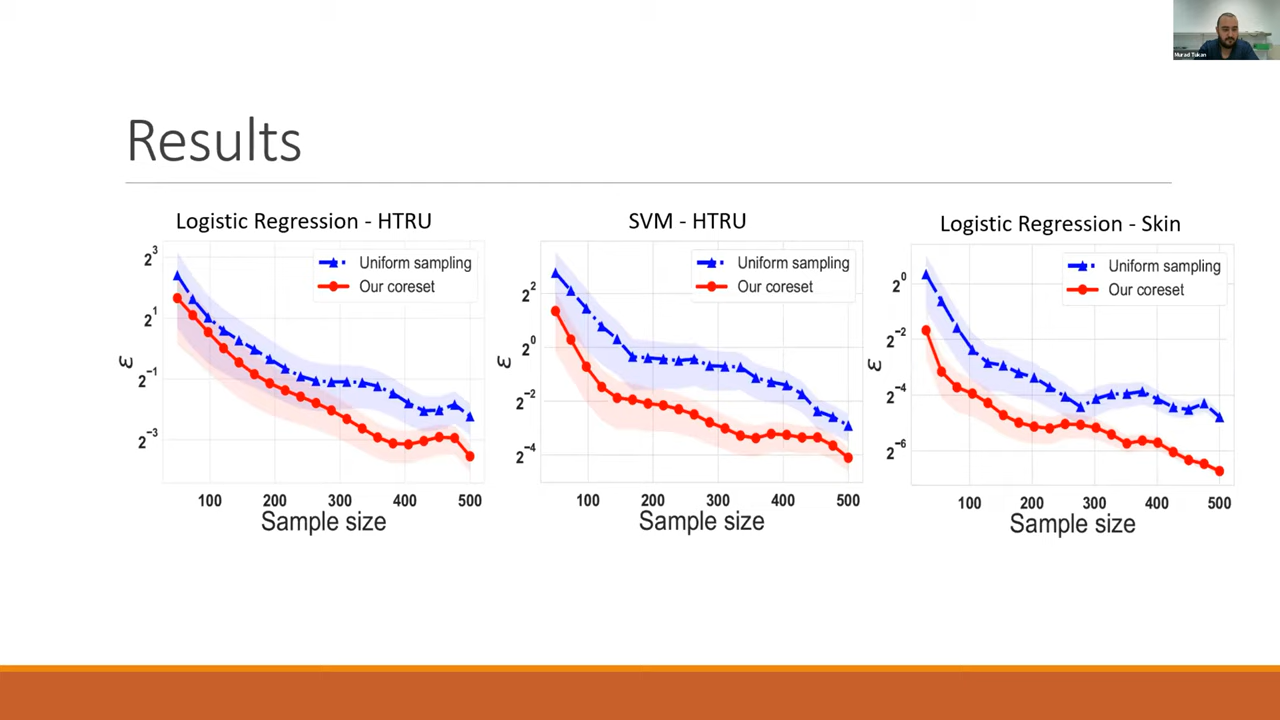 Murad Tukan
Results
Logistic Regression - HTRU
2^3
2^1
2^-1
2^-3
ε
Uniform sampling
Our coreset
100 200 300 400 500
Sample size
SVM - HTRU
2^2
2^0
2^-2
2^-4
ε
Uniform sampling
Our coreset
100 200 300 400 500
Sample size
Logistic Regression - Skin
2^0
2^-2
2^-4
2^-6
ε
Uniform sampling
Our coreset
100 200 300 400 500
Sample size